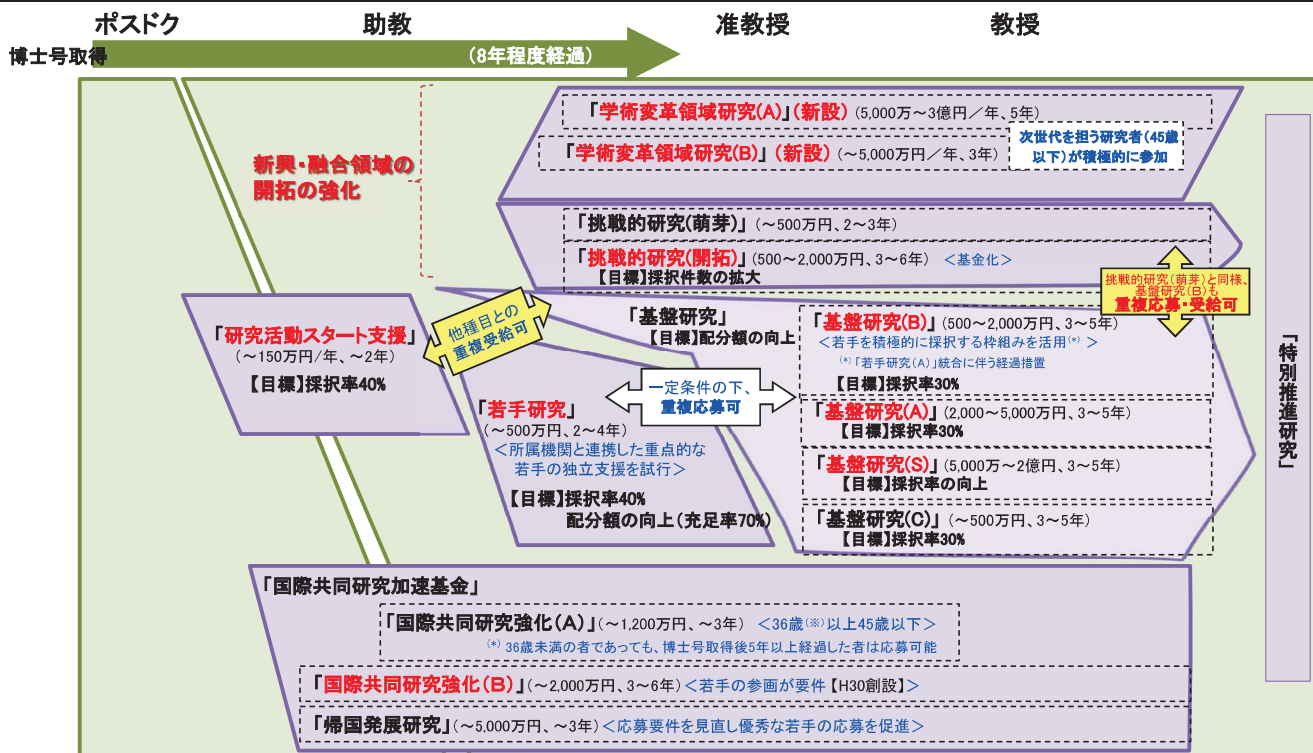 ポスドク 助教 准教授 教授
博士号取得
(8年程度経過)
「学術変革領域研究(A)」(新設) (5,000万～3億円／年、5年)
「学術変革領域研究(B)」(新設) (～5,000万円／年、3年)
次世代を担う研究者(45歳
以下)が積極的に参加
新興・融合領域の
開拓の強化
「挑戦的研究(萌芽)」(～500万円、2～3年)
「挑戦的研究(開拓)」(500～2,000万円、3～6年) ＜基金化＞
【目標】採択件数の拡大
挑戦的研究(萌芽)と同様、
基盤研究(B)も
重複応募・受給可
「研究活動スタート支援」
(～150万円/年、～2年)
【目標】採択率40%
他種目との
重複受給可
「基盤研究」
【目標】配分額の向上
「基盤研究(B)」(500～2,000万円、3～5年)
＜若手を積極的に採択する枠組みを活用(*) ＞
(*) 「若手研究(A)」統合に伴う経過措置
【目標】採択率30%
一定条件の下、
重複応募可
「若手研究」
(～500万円、2～4年)
＜所属機関と連携した重点的な
若手の独立支援を試行＞
【目標】採択率40%
配分額の向上(充足率70%)
「基盤研究(A)」(2,000～5,000万円、3～5年)
【目標】採択率30%
「基盤研究(S)」(5,000万～2億円、3～5年)
【目標】採択率の向上
「基盤研究(C)」(～500万円、3～5年)
【目標】採択率30%
「特別推進研究」
「国際共同研究加速基金」
「国際共同研究強化(A)」(～1,200万円、～3年) ＜36歳(※)以上45歳以下＞
(*) 36歳未満の者であっても、博士号取得後5年以上経過した者は応募可能
「国際共同研究強化(B)」(～2,000万円、3～6年)＜若手の参画が要件【H30創設】＞
「帰国発展研究」(～5,000万円、～3年)＜応募要件を見直し優秀な若手の応募を促進＞